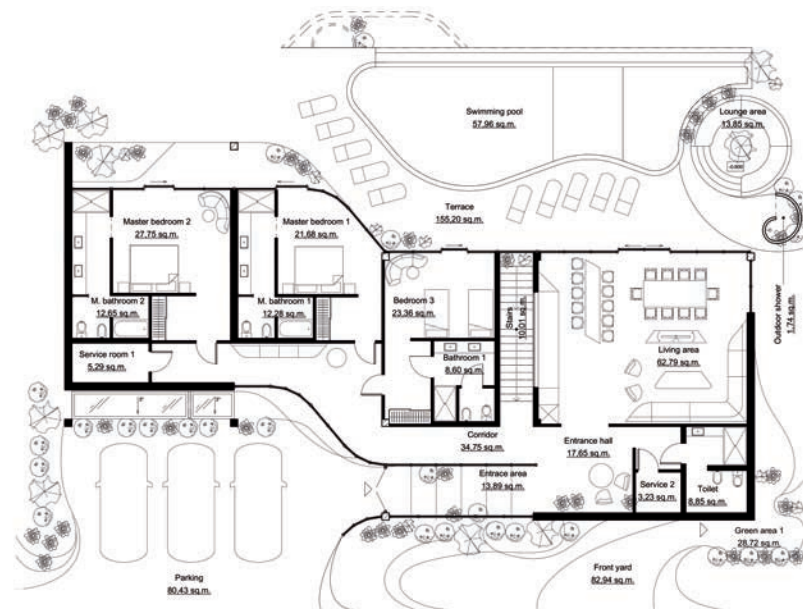 Swimming pool
57,96 sq.m.
Lounge area
13,85 sq.m.
Terrace
155,20 sq.m.
Master bedroom 2
27,75 sq.m.
Master bedroom 1
21,68 sq.m.
M. bathroom 2
12,65 sq.m.
M. bathroom 1
12,28 sq.m.
Bedroom 3
23,36 sq.m.
Stairs
10,01 sq.m.
Outdoor shower
1,74 sq.m.
Service room 1
5,29 sq.m.
Bathroom 1
8,60 sq.m.
Living area
62,79 sq.m.
Corridor
34,75 sq.m.
Entrance hall
17,65 sq.m.
Entrace area
13,89 sq.m.
Service 2
3,23 sq.m.
Toilet
8,85 sq.m.
Green area 1
28,72 sq.m.
Parking
80,43 sq.m.
Front yard
82,94 sq.m.